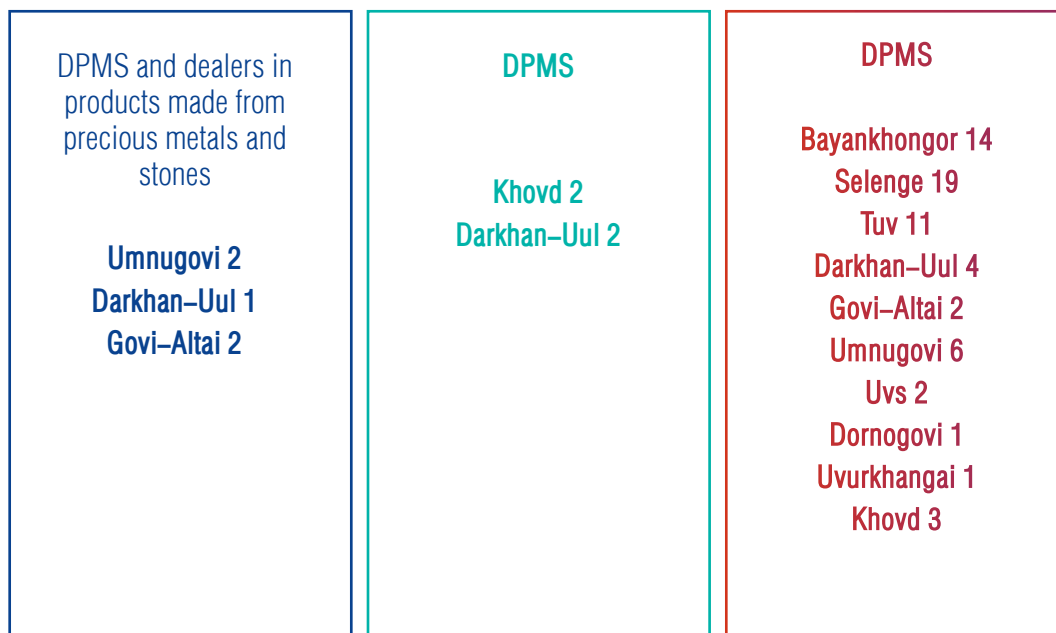 DPMS and dealers in
products made from
precious metals and
stones
Umnugovi 2
Darkhan–Uul 1
Govi–Altai 2
DPMS
Khovd 2
Darkhan–Uul 2
DPMS
Bayankhongor 14
Selenge 19
Tuv 11
Darkhan–Uul 4
Govi–Altai 2
Umnugovi 6
Uvs 2
Dornogovi 1
Uvurkhangai 1
Khovd 3